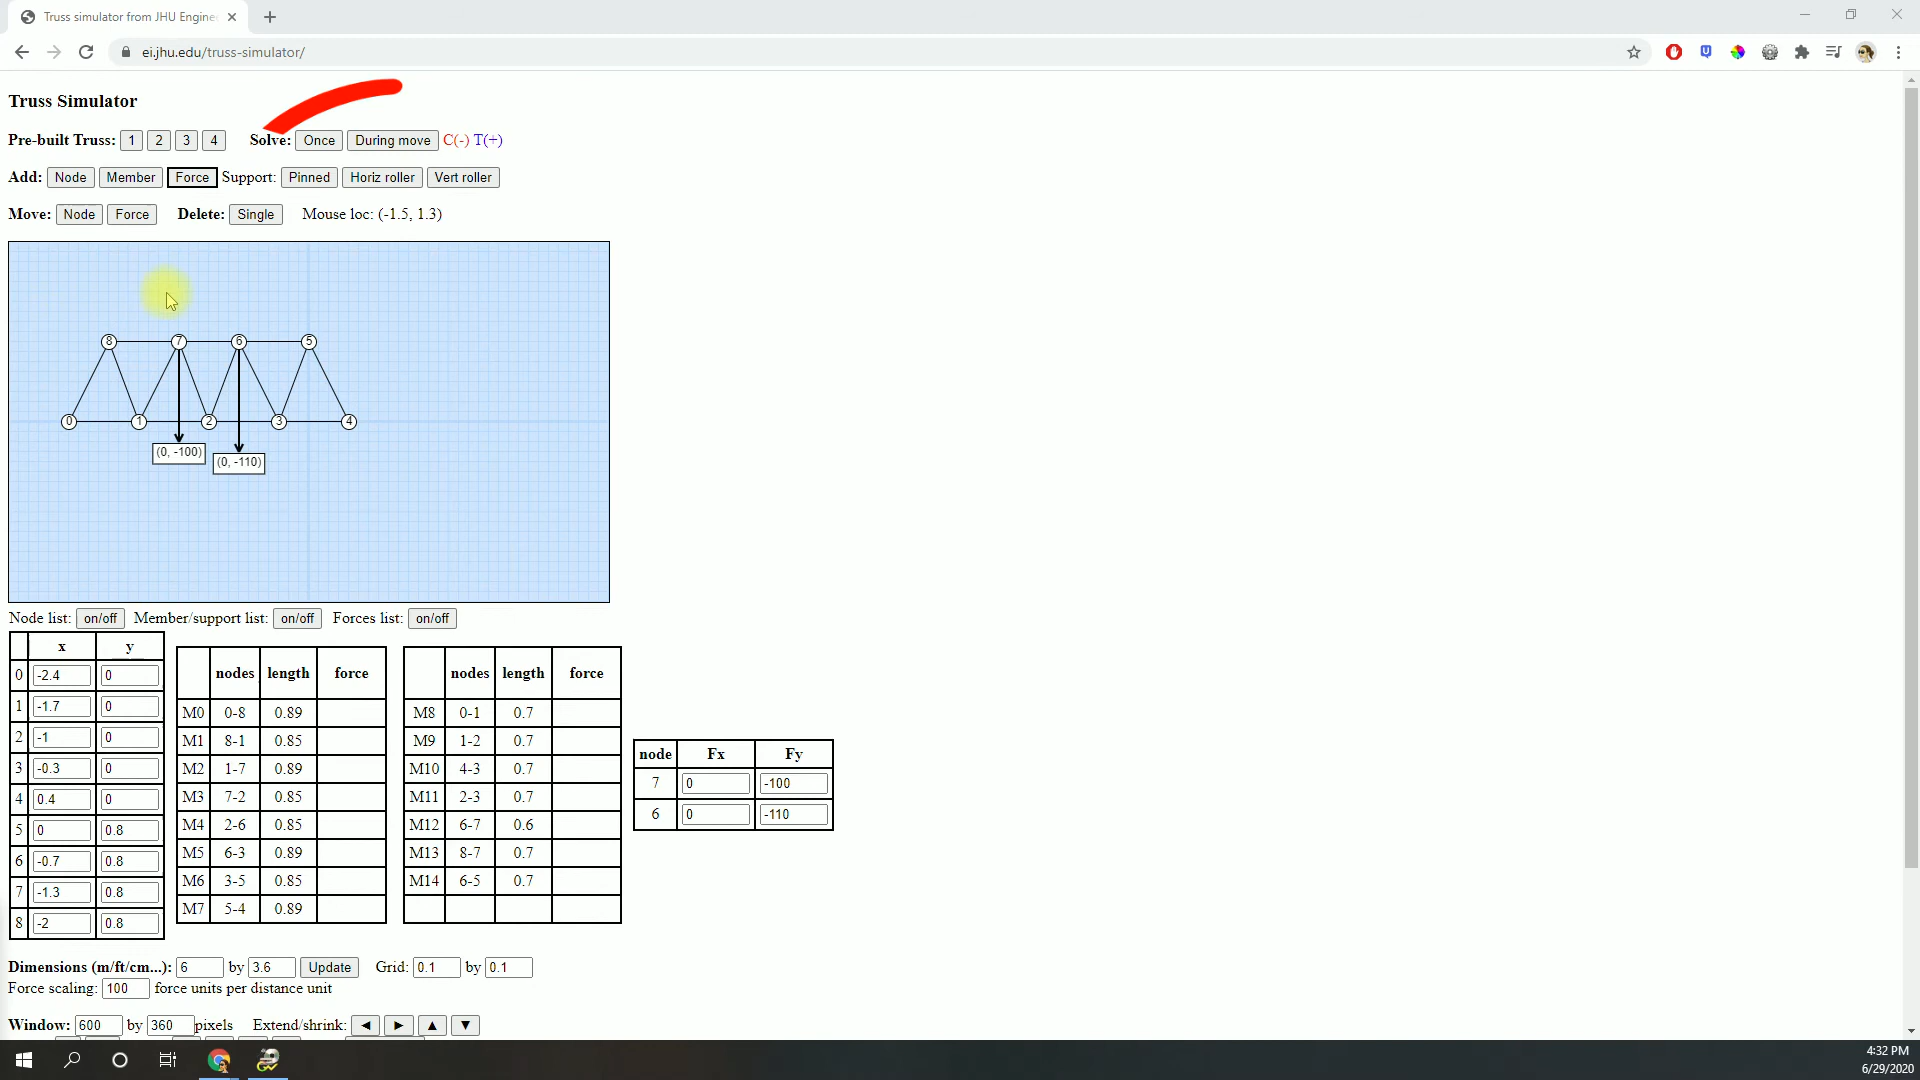 Truss simulator from JHU Engine
ei.jhu.edu/truss-simulator/
Truss Simulator
Pre-built Truss: 1 2 3 4 Solve: Once During move C(-) T(+)
Add: Node Member Force Support: Pinned Horiz roller Vert roller
Move: Node Force Delete: Single Mouse loc: (-1.5, 1.3)
8 7 6 5
0 1 2 3 4
(0, -100)
(0, -110)
Node list: on/off Member/support list: on/off Forces list: on/off
x y
0 -2.4 0
1 -1.7 0
2 -1 0
3 -0.3 0
4 0.4 0
5 0 0.8
6 -0.7 0.8
7 -1.3 0.8
8 -2 0.8
nodes length force
M0 0-8 0.89
M1 8-1 0.85
M2 1-7 0.89
M3 7-2 0.85
M4 2-6 0.85
M5 6-3 0.89
M6 3-5 0.85
M7 5-4 0.89
nodes length force
M8 0-1 0.7
M9 1-2 0.7
M10 4-3 0.7
M11 2-3 0.7
M12 6-7 0.6
M13 8-7 0.7
M14 6-5 0.7
node Fx Fy
7 0 -100
6 0 -110
Dimensions (m/ft/cm...): 6 by 3.6 Update Grid: 0.1 by 0.1
Force scaling: 100 force units per distance unit
Window: 600 by 360 pixels Extend/shrink: ◄ ► ▲ ▼
4:32 PM
6/29/2020